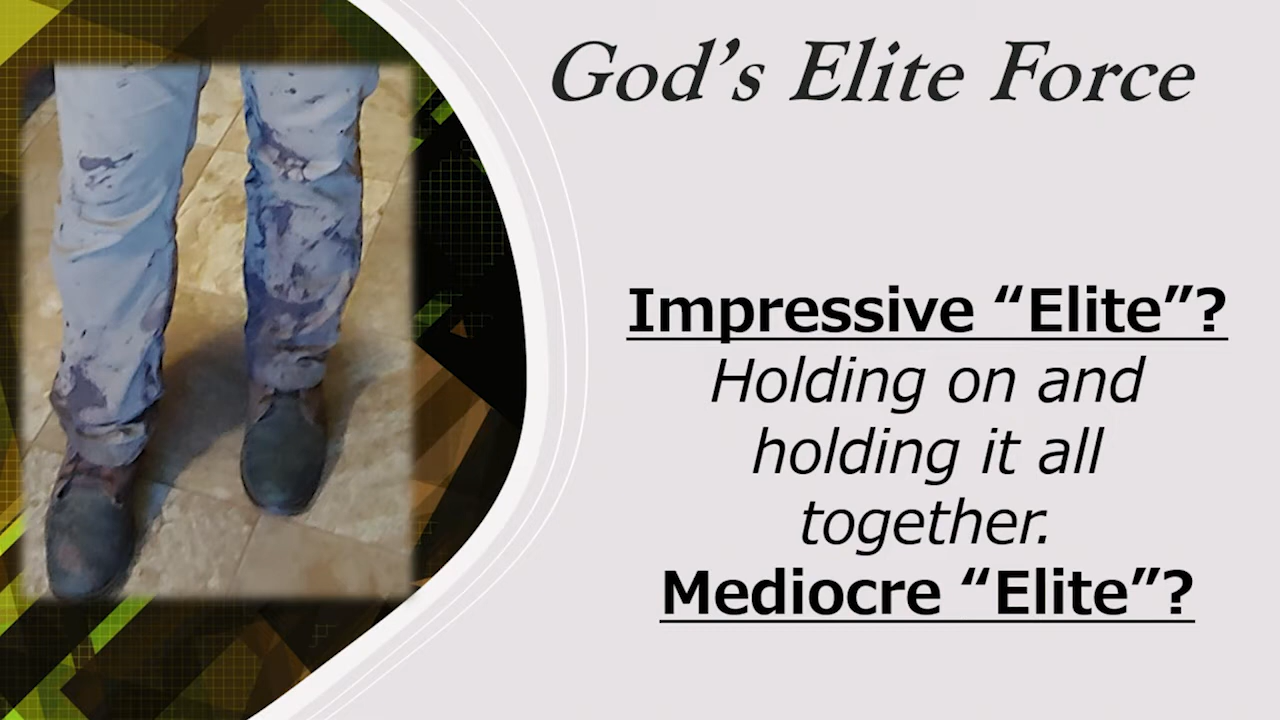 God’s Elite Force
Impressive “Elite”?
Holding on and
holding it all
together.
Mediocre “Elite”?